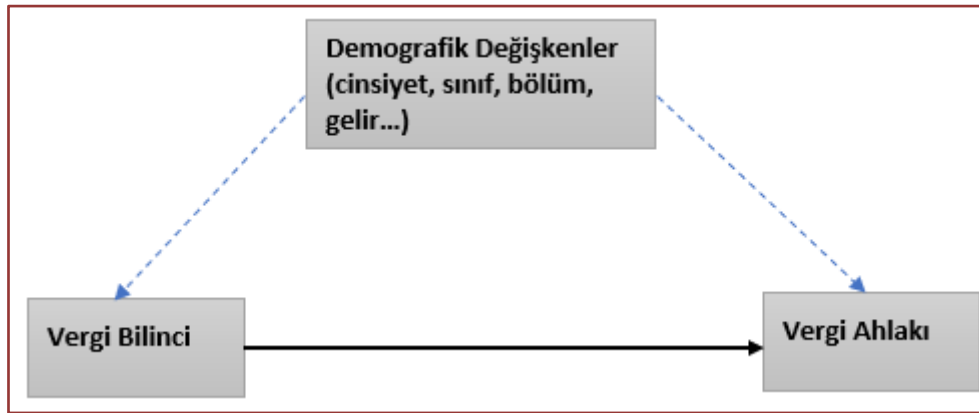 Demografik Değişkenler
(cinsiyet, sınıf, bölüm,
gelir...)
Vergi Bilinci
Vergi Ahlakı